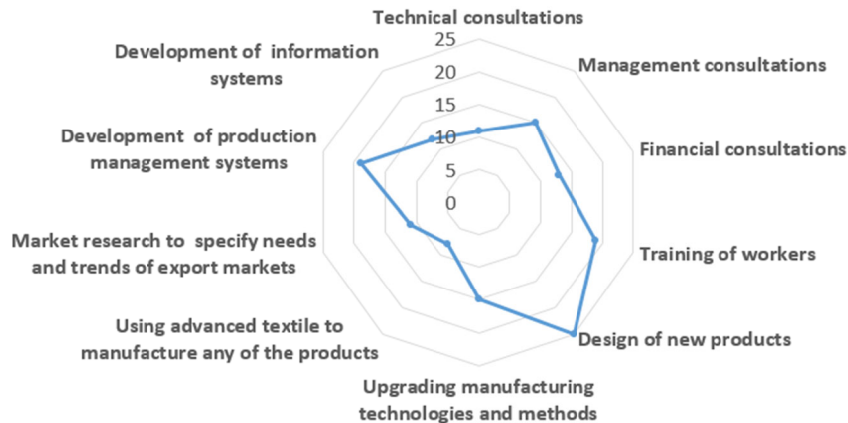 Technical consultations
25
20
15
10
5
0
Management consultations
Financial consultations
Training of workers
Design of new products
Upgrading manufacturing
technologies and methods
Using advanced textile to
manufacture any of the products
Market research to specify needs
and trends of export markets
Development of production
management systems
Development of information
systems